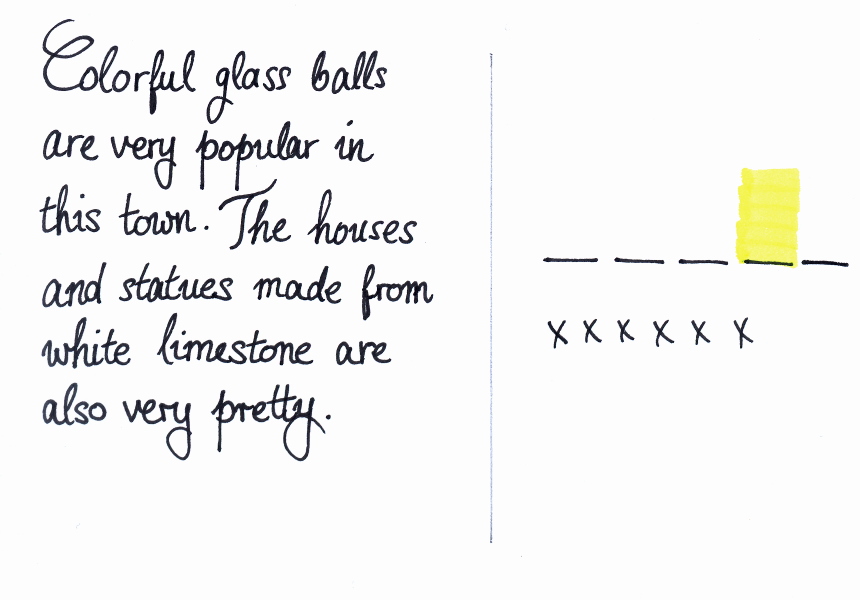 Colorful glass balls
are very popular in
this town. The houses
and statues made from
white limestone are
also very pretty.
x x x x x x